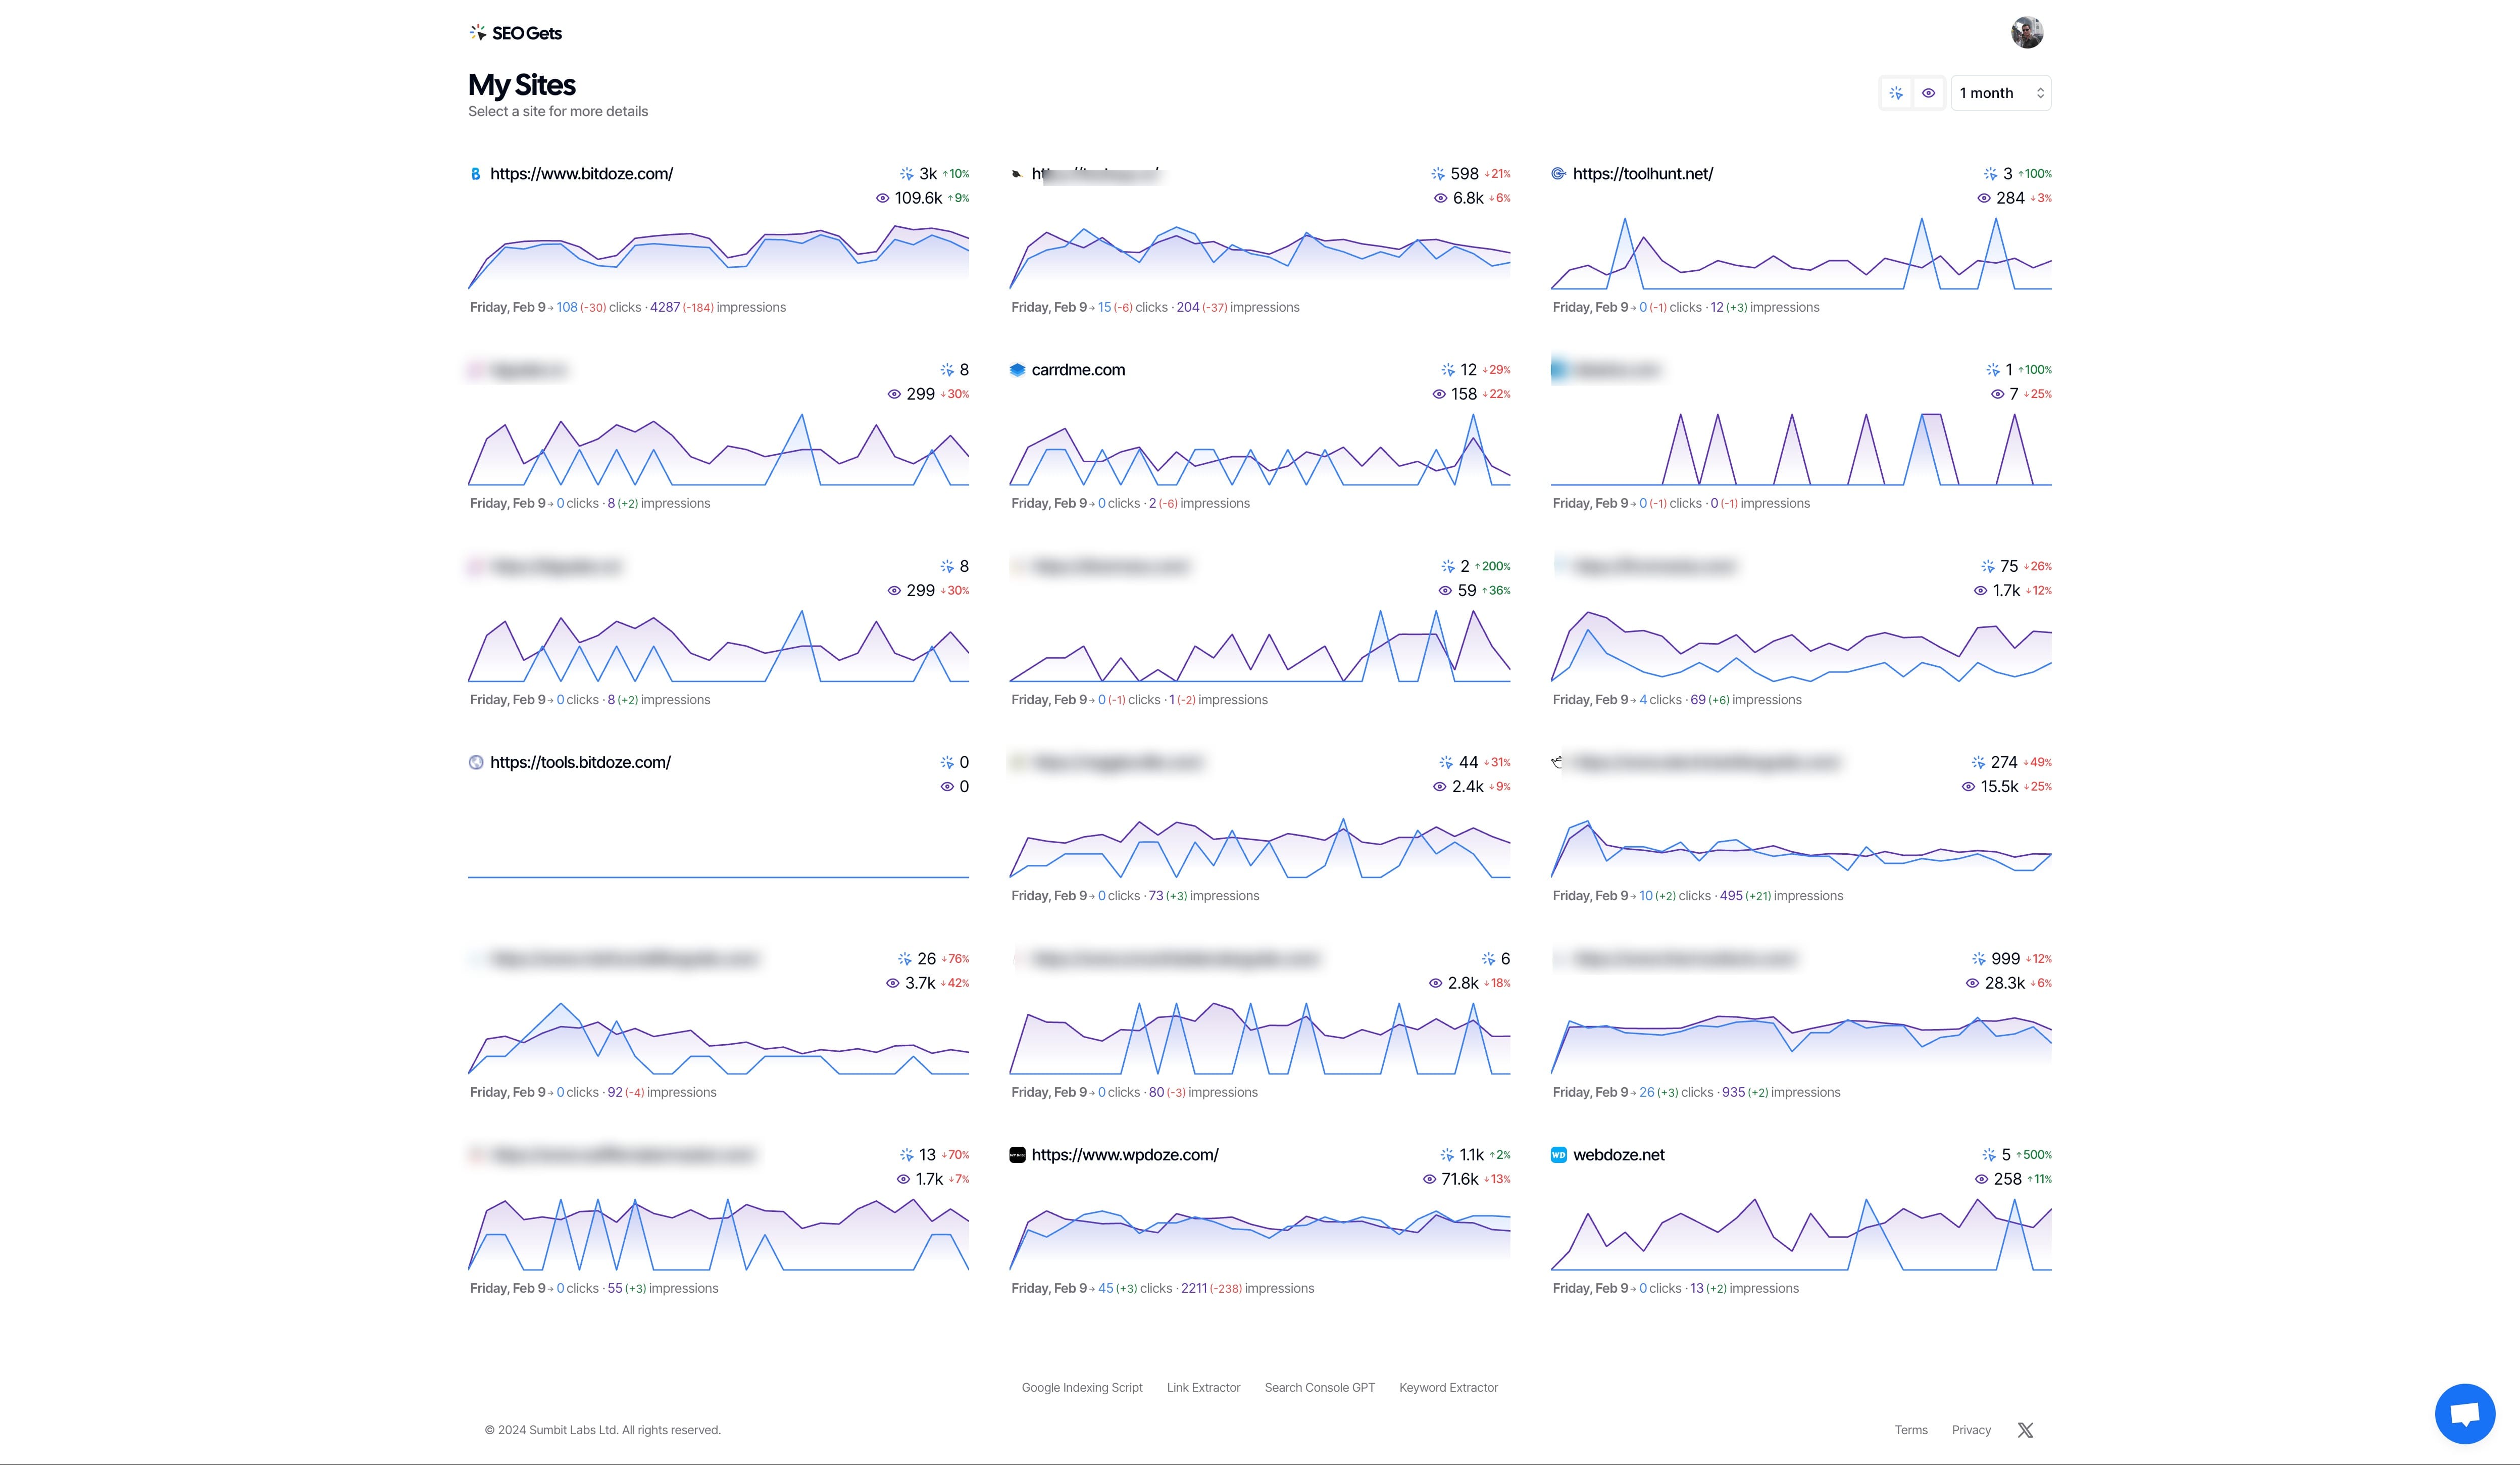 SEO Gets
My Sites
Select a site for more details
1 month
https://www.bitdoze.com/
3k ↑10%
109.6k ↑9%
Friday, Feb 9 → 108 (-30) clicks · 4287 (-184) impressions
598 ↓21%
6.8k ↓6%
Friday, Feb 9 → 15 (-6) clicks · 204 (-37) impressions
https://toolhunt.net/
3 ↑100%
284 ↓3%
Friday, Feb 9 → 0 (-1) clicks · 12 (+3) impressions
8
299 ↓30%
Friday, Feb 9 → 0 clicks · 8 (+2) impressions
carrdme.com
12 ↓29%
158 ↓22%
Friday, Feb 9 → 0 clicks · 2 (-6) impressions
1 ↑100%
7 ↓25%
Friday, Feb 9 → 0 (-1) clicks · 0 (-1) impressions
8
299 ↓30%
Friday, Feb 9 → 0 clicks · 8 (+2) impressions
2 ↑200%
59 ↑36%
Friday, Feb 9 → 0 (-1) clicks · 1 (-2) impressions
75 ↓26%
1.7k ↓12%
Friday, Feb 9 → 4 clicks · 69 (+6) impressions
https://tools.bitdoze.com/
0
0
44 ↓31%
2.4k ↓9%
Friday, Feb 9 → 0 clicks · 73 (+3) impressions
274 ↓49%
15.5k ↓25%
Friday, Feb 9 → 10 (+2) clicks · 495 (+21) impressions
26 ↓76%
3.7k ↓42%
Friday, Feb 9 → 0 clicks · 92 (-4) impressions
6
2.8k ↓18%
Friday, Feb 9 → 0 clicks · 80 (-3) impressions
999 ↓12%
28.3k ↓6%
Friday, Feb 9 → 26 (+3) clicks · 935 (+2) impressions
13 ↓70%
1.7k ↓7%
Friday, Feb 9 → 0 clicks · 55 (+3) impressions
https://www.wpdoze.com/
1.1k ↑2%
71.6k ↓13%
Friday, Feb 9 → 45 (+3) clicks · 2211 (-238) impressions
WD webdoze.net
5 ↑500%
258 ↑11%
Friday, Feb 9 → 0 clicks · 13 (+2) impressions
Google Indexing Script Link Extractor Search Console GPT Keyword Extractor
© 2024 Sumbit Labs Ltd. All rights reserved.
Terms Privacy